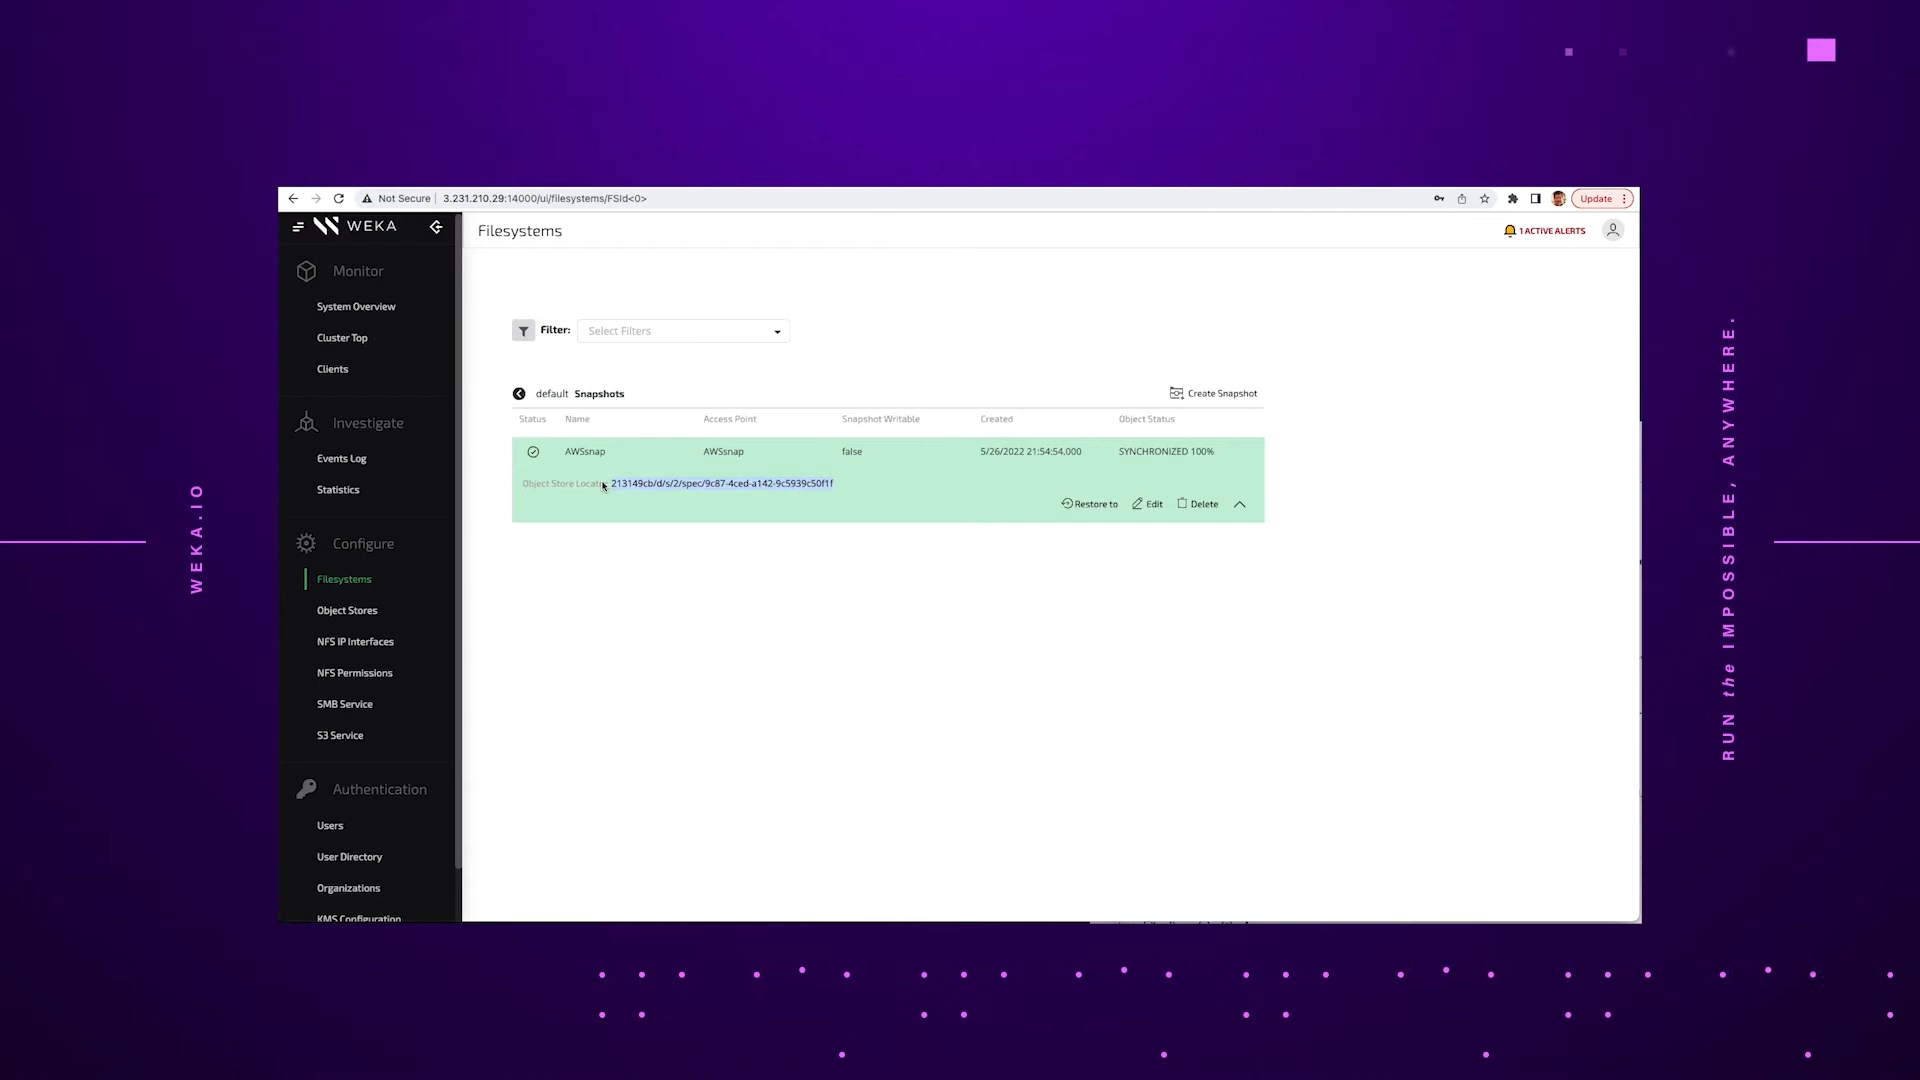 Not Secure | 3.231.210.29:14000/ui/filesystems/FSId<0>
Update
WEKA
Filesystems
1 ACTIVE ALERTS
Monitor
System Overview
Cluster Top
Clients
Investigate
Events Log
Statistics
Configure
Filesystems
Object Stores
NFS IP Interfaces
NFS Permissions
SMB Service
S3 Service
Authentication
Users
User Directory
Organizations
KMS Configuration
Filter: Select Filters
default Snapshots
Create Snapshot
Status Name Access Point Snapshot Writable Created Object Status
AWSsnap AWSsnap false 5/26/2022 21:54:54.000 SYNCHRONIZED 100%
Object Store Locat 213149cb/d/s/2/spec/9c87-4ced-a142-9c5939c50f1f
Restore to Edit Delete
WEKA.IO
RUN the IMPOSSIBLE, ANYWHERE.